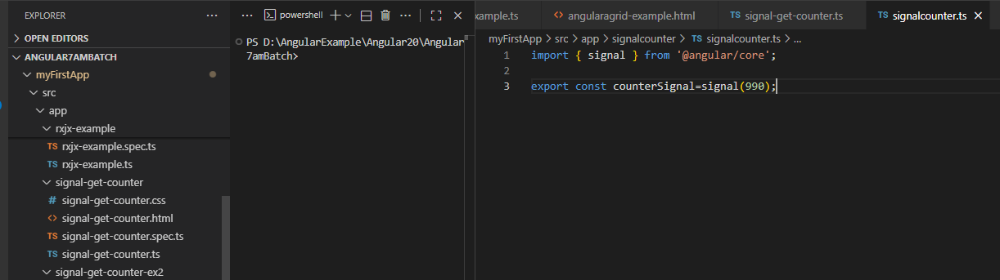 EXPLORER
OPEN EDITORS
ANGULAR7AMBATCH
myFirstApp
src
app
rxjx-example
TS rxjx-example.spec.ts
TS rxjx-example.ts
signal-get-counter
# signal-get-counter.css
<> signal-get-counter.html
TS signal-get-counter.spec.ts
TS signal-get-counter.ts
signal-get-counter-ex2
powershell
PS D:\AngularExample\Angular20\Angular
7amBatch>
xample.ts
<> angularagrid-example.html
TS signal-get-counter.ts
TS signalcounter.ts
myFirstApp > src > app > signalcounter > TS signalcounter.ts > ...
1 import { signal } from '@angular/core';
2
3 export const counterSignal=signal(990);